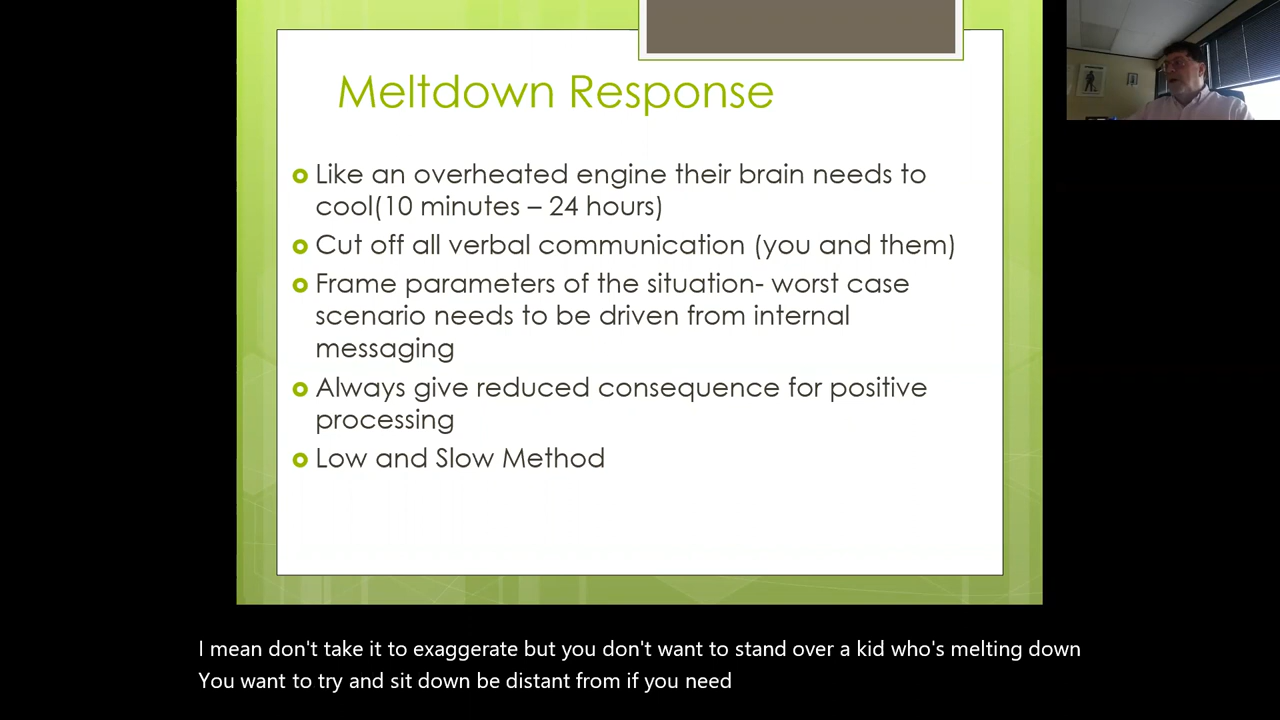 Meltdown Response
Like an overheated engine their brain needs to
cool(10 minutes – 24 hours)
Cut off all verbal communication (you and them)
Frame parameters of the situation- worst case
scenario needs to be driven from internal
messaging
Always give reduced consequence for positive
processing
Low and Slow Method
I mean don't take it to exaggerate but you don't want to stand over a kid who's melting down
You want to try and sit down be distant from if you need